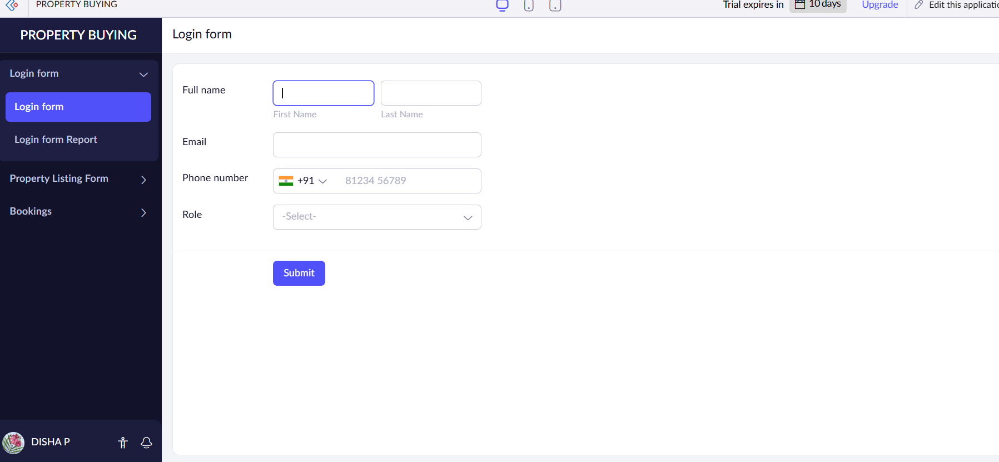 PROPERTY BUYING
Trial expires in 10 days Upgrade Edit this applicatio
PROPERTY BUYING
Login form
Login form
Login form
Login form Report
Property Listing Form
Bookings
DISHA P
Full name
First Name Last Name
Email
Phone number +91 81234 56789
Role -Select-
Submit